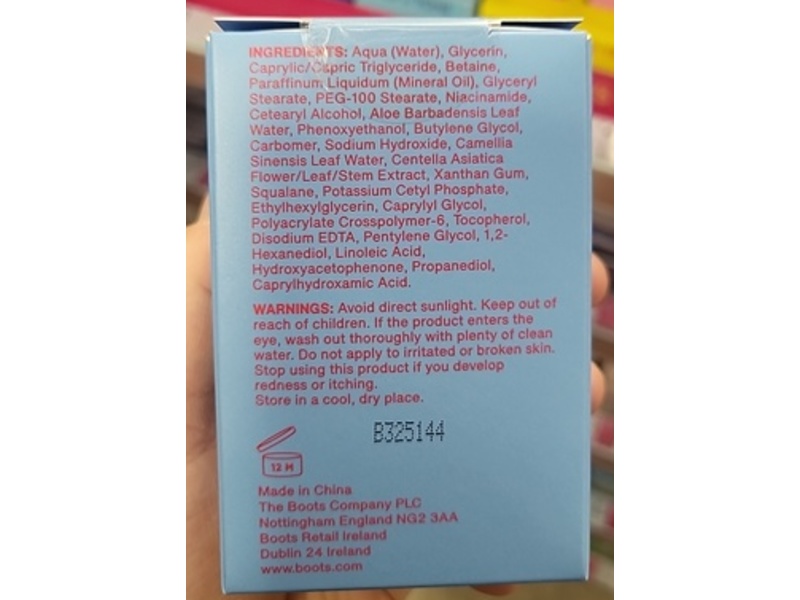 INGREDIENTS: Aqua (Water), Glycerin,
Caprylic/Capric Triglyceride, Betaine,
Paraffinum Liquidum (Mineral Oil), Glyceryl
Stearate, PEG-100 Stearate, Niacinamide,
Cetearyl Alcohol, Aloe Barbadensis Leaf
Water, Phenoxyethanol, Butylene Glycol,
Carbomer, Sodium Hydroxide, Camellia
Sinensis Leaf Water, Centella Asiatica
Flower/Leaf/Stem Extract, Xanthan Gum,
Squalane, Potassium Cetyl Phosphate,
Ethylhexylglycerin, Caprylyl Glycol,
Polyacrylate Crosspolymer-6, Tocopherol,
Disodium EDTA, Pentylene Glycol, 1,2-
Hexanediol, Linoleic Acid,
Hydroxyacetophenone, Propanediol,
Caprylhydroxamic Acid.
WARNINGS: Avoid direct sunlight. Keep out of
reach of children. If the product enters the
eye, wash out thoroughly with plenty of clean
water. Do not apply to irritated or broken skin.
Stop using this product if you develop
redness or itching.
Store in a cool, dry place.
B325144
12 M
Made in China
The Boots Company PLC
Nottingham England NG2 3AA
Boots Retail Ireland
Dublin 24 Ireland
www.boots.com